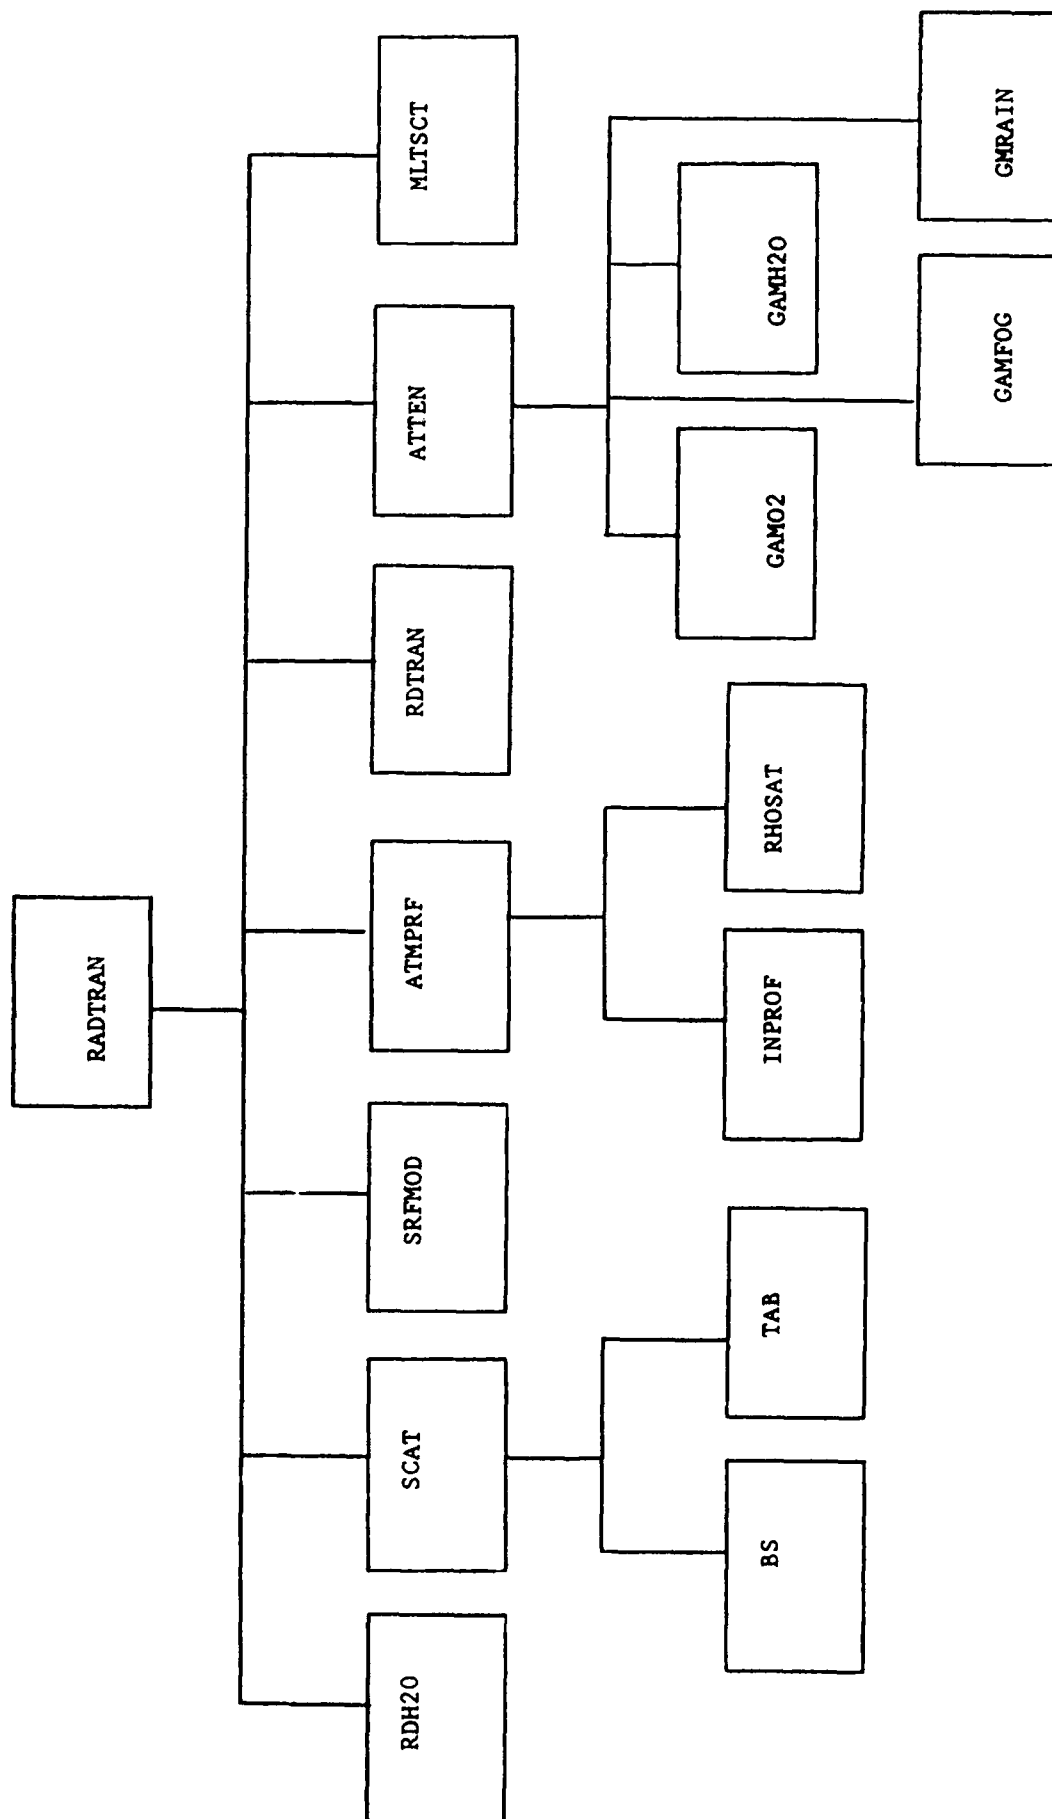 RADTRAN
RDH2O
SCAT
SRFMOD
ATMPRF
RDTRAN
ATTEN
MLTSCT
BS
TAB
INPROF
RHOSAT
GAMO2
GAMH2O
GAMFOG
GMRAIN